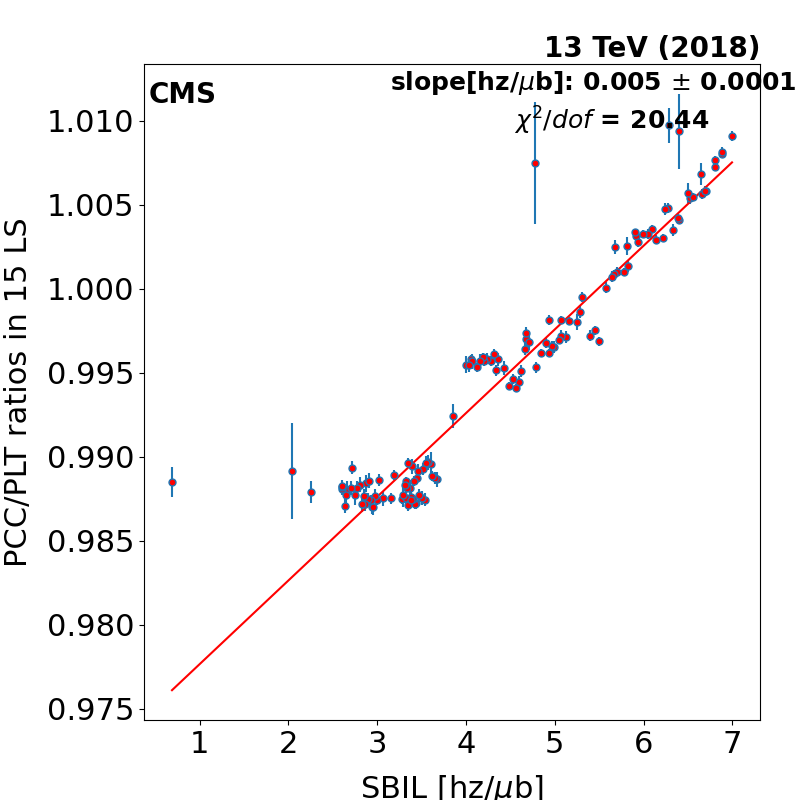 13 TeV (2018)
CMS
slope[hz/μb]: 0.005 ± 0.0001
χ²/dof = 20.44
1.010
1.005
1.000
0.995
0.990
0.985
0.980
0.975
PCC/PLT ratios in 15 LS
1 2 3 4 5 6 7
SBIL [hz/μb]